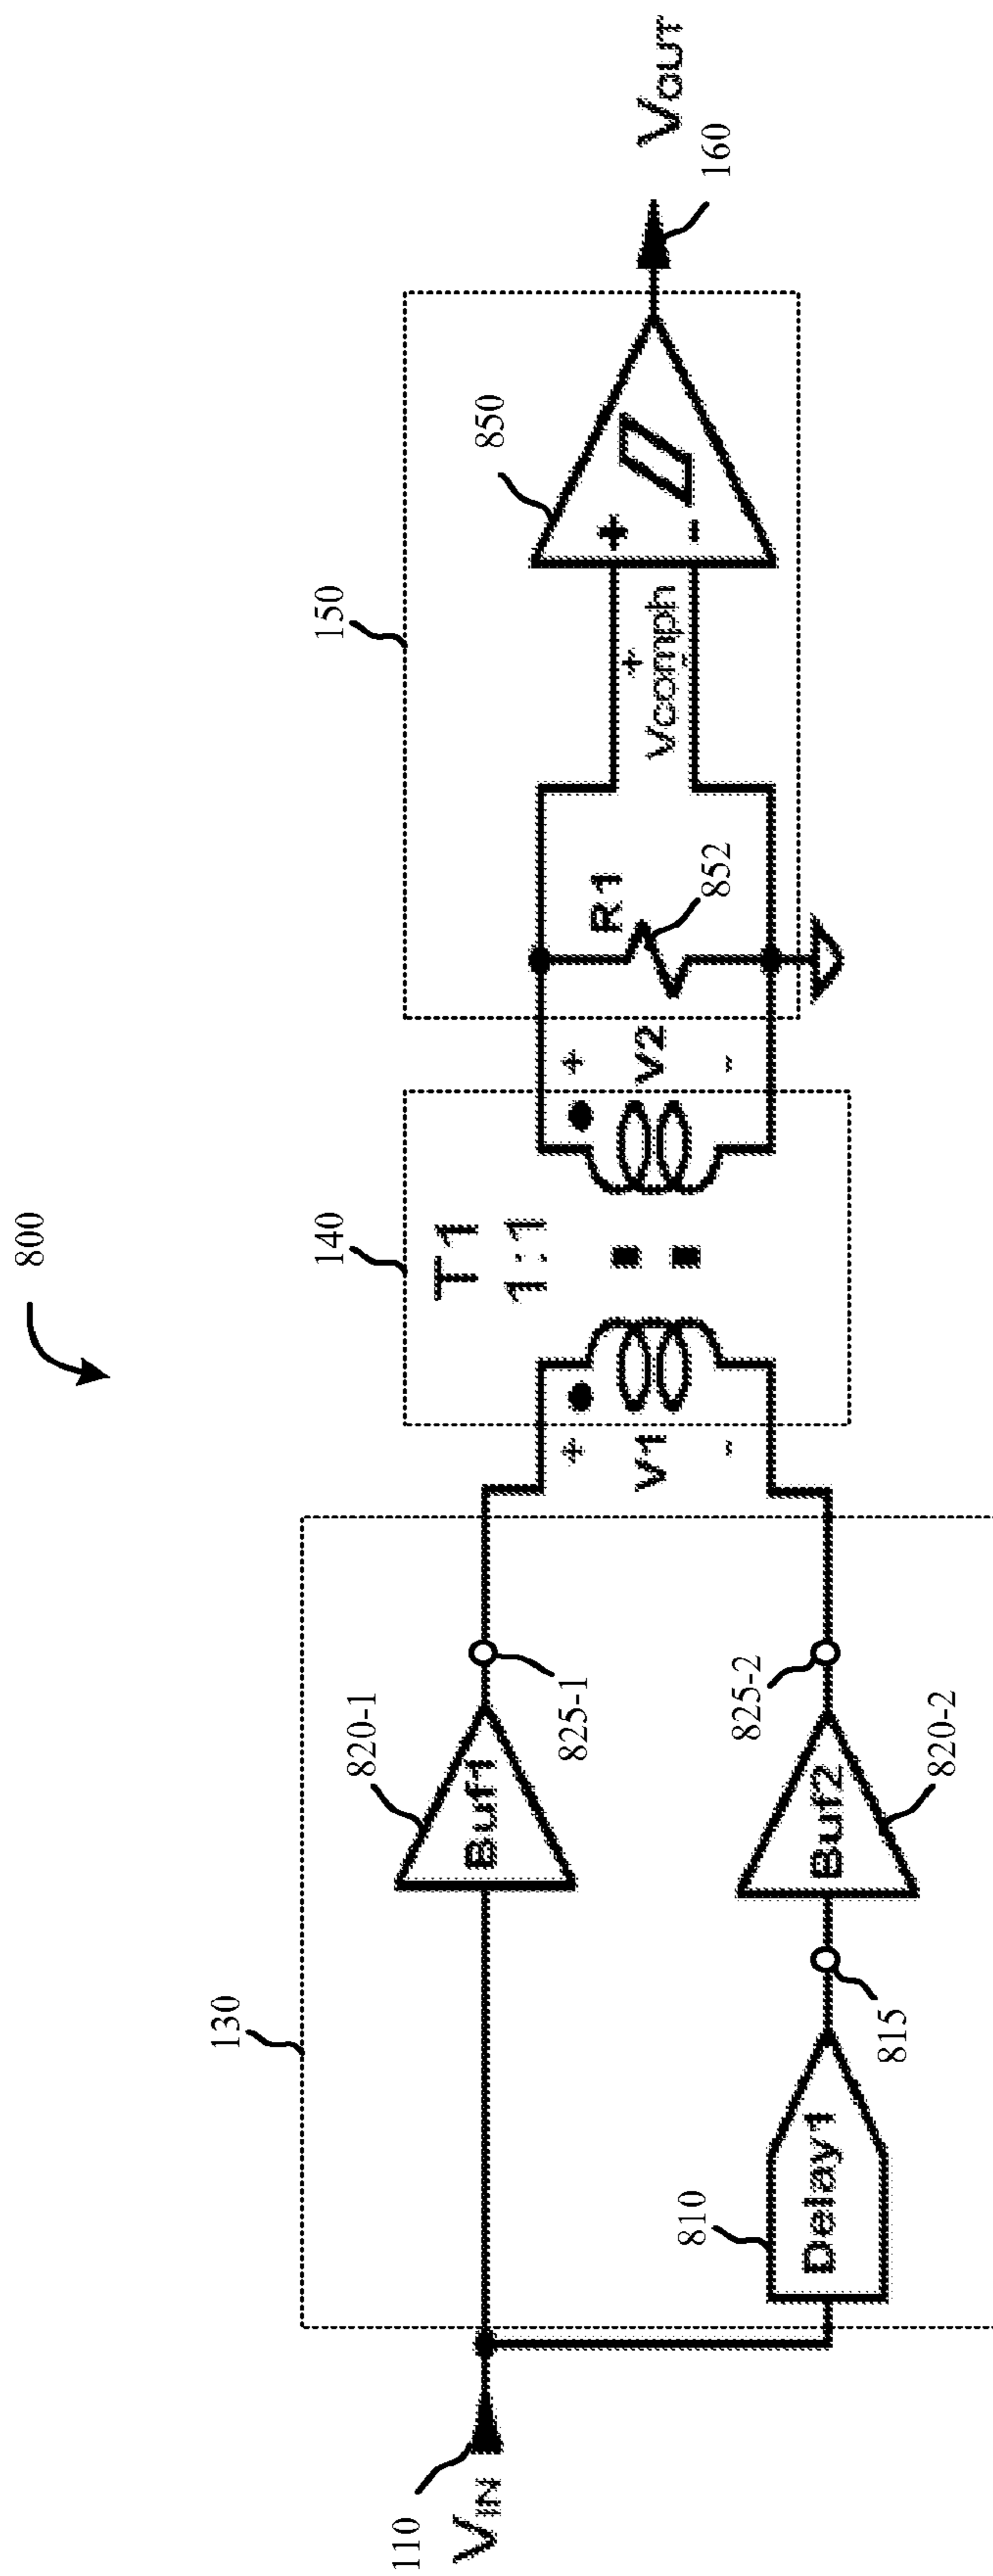 800
130
140
150
110
V_IN
810
Delay1
815
820-1
Buf1
825-1
820-2
Buf2
825-2
+
V1
-
T1
1:1
+
V2
-
R1
852
+
Vcomph
-
850
+
-
160
V_OUT